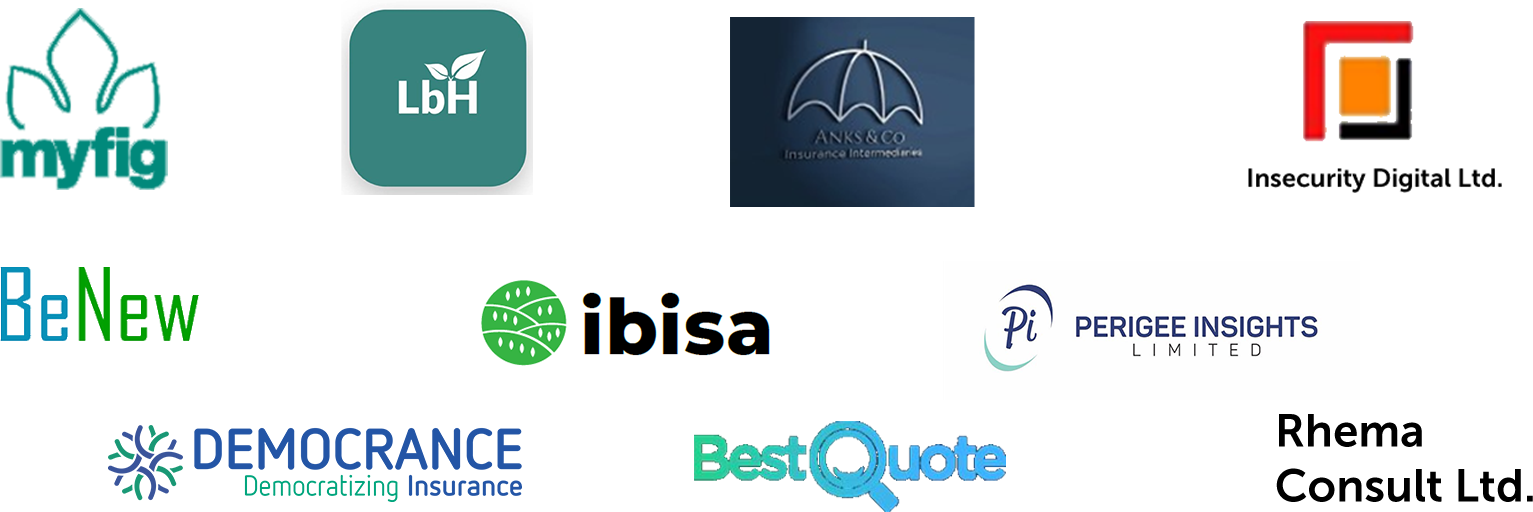 myfig
LbH
ANKS & CO
Insurance Intermediaries
Insecurity Digital Ltd.
BeNew
ibisa
Pi
PERIGEE INSIGHTS
LIMITED
DEMOCRANCE
Democratizing Insurance
BestQuote
Rhema
Consult Ltd.